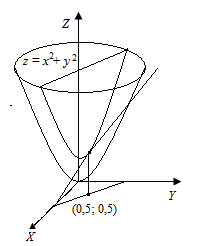 Z
z = x²+ y²
Y
(0,5; 0,5)
X